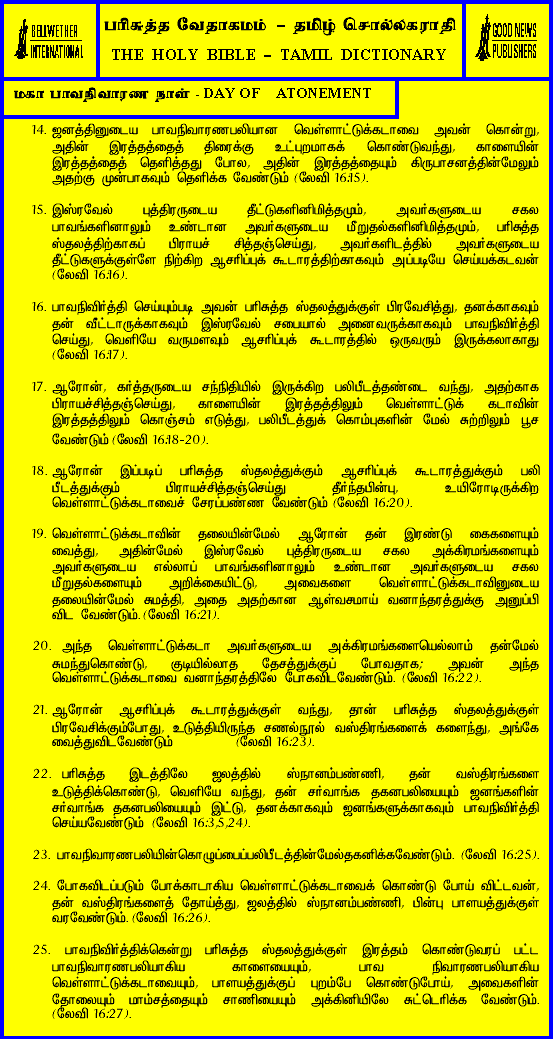 BELLWETHER
INTERNATIONAL
பரிசுத்த வேதாகமம் – தமிழ் சொல்லகராதி
THE HOLY BIBLE – TAMIL DICTIONARY
GOOD NEWS
PUBLISHERS
மகா பாவநிவாரண நாள் - DAY OF ATONEMENT
14. ஜனத்தினுடைய பாவநிவாரணபலியான வெள்ளாட்டுக்கடாவை அவன் கொன்று,
அதின் இரத்தத்தைத் திரைக்கு உட்புறமாகக் கொண்டுவந்து, காளையின்
இரத்தத்தைத் தெளித்தது போல, அதின் இரத்தத்தையும் கிருபாசனத்தின்மேலும்
அதற்கு முன்பாகவும் தெளிக்க வேண்டும் (லேவி 16:15).
15. இஸ்ரவேல் புத்திரருடைய தீட்டுகளினிமித்தமும், அவர்களுடைய சகல
பாவங்களினாலும் உண்டான அவர்களுடைய மீறுதல்களினிமித்தமும், பரிசுத்த
ஸ்தலத்திற்காகப் பிராயச் சித்தஞ்செய்து, அவர்களிடத்தில் அவர்களுடைய
தீட்டுகளுக்குள்ளே நிற்கிற ஆசரிப்புக் கூடாரத்திற்காகவும் அப்படியே செய்யக்கடவன்
(லேவி 16:16).
16. பாவநிவிர்த்தி செய்யும்படி அவன் பரிசுத்த ஸ்தலத்துக்குள் பிரவேசித்து, தனக்காகவும்
தன் வீட்டாருக்காகவும் இஸ்ரவேல் சபையால் அனைவருக்காகவும் பாவநிவிர்த்தி
செய்து, வெளியே வருமளவும் ஆசரிப்புக் கூடாரத்தில் ஒருவரும் இருக்கலாகாது
(லேவி 16:17).
17. ஆரோன், கர்த்தருடைய சந்நிதியில் இருக்கிற பலிபீடத்தண்டை வந்து, அதற்காக
பிராயச்சித்தஞ்செய்து, காளையின் இரத்தத்திலும் வெள்ளாட்டுக் கடாவின்
இரத்தத்திலும் கொஞ்சம் எடுத்து, பலிபீடத்துக் கொம்புகளின் மேல் சுற்றிலும் பூச
வேண்டும் (லேவி 16:18-20).
18. ஆரோன் இப்படிப் பரிசுத்த ஸ்தலத்துக்கும் ஆசரிப்புக் கூடாரத்துக்கும் பலி
பீடத்துக்கும் பிராயச்சித்தஞ்செய்து தீர்ந்தபின்பு, உயிரோடிருக்கிற
வெள்ளாட்டுக்கடாவைச் சேரப்பண்ண வேண்டும் (லேவி 16:20).
19. வெள்ளாட்டுக்கடாவின் தலையின்மேல் ஆரோன் தன் இரண்டு கைகளையும்
வைத்து, அதின்மேல் இஸ்ரவேல் புத்திரருடைய சகல அக்கிரமங்களையும்
அவர்களுடைய எல்லாப் பாவங்களினாலும் உண்டான அவர்களுடைய சகல
மீறுதல்களையும் அறிக்கையிட்டு, அவைகளை வெள்ளாட்டுக்கடாவினுடைய
தலையின்மேல் சுமத்தி, அதை அதற்கான ஆள்வசமாய் வனாந்தரத்துக்கு அனுப்பி
விட வேண்டும். (லேவி 16:21).
20. அந்த வெள்ளாட்டுக்கடா அவர்களுடைய அக்கிரமங்களையெல்லாம் தன்மேல்
சுமந்துகொண்டு, குடியில்லாத தேசத்துக்குப் போவதாக; அவன் அந்த
வெள்ளாட்டுக்கடாவை வனாந்தரத்திலே போகவிடவேண்டும். (லேவி 16:22).
21. ஆரோன் ஆசரிப்புக் கூடாரத்துக்குள் வந்து, தான் பரிசுத்த ஸ்தலத்துக்குள்
பிரவேசிக்கும்போது, உடுத்தியிருந்த சணல்நூல் வஸ்திரங்களைக் களைந்து, அங்கே
வைத்துவிடவேண்டும் (லேவி 16:23).
22. பரிசுத்த இடத்திலே ஜலத்தில் ஸ்நானம்பண்ணி, தன் வஸ்திரங்களை
உடுத்திக்கொண்டு, வெளியே வந்து, தன் சர்வாங்க தகனபலியையும் ஜனங்களின்
சர்வாங்க தகனபலியையும் இட்டு, தனக்காகவும் ஜனங்களுக்காகவும் பாவநிவிர்த்தி
செய்யவேண்டும் (லேவி 16:3,5,24).
23. பாவநிவாரணபலியின்கொழுப்பைப்பலிபீடத்தின்மேல்தகனிக்கவேண்டும். (லேவி 16:25).
24. போகவிடப்படும் போக்காடாகிய வெள்ளாட்டுக்கடாவைக் கொண்டு போய் விட்டவன்,
தன் வஸ்திரங்களைத் தோய்த்து, ஜலத்தில் ஸ்நானம்பண்ணி, பின்பு பாளயத்துக்குள்
வரவேண்டும். (லேவி 16:26).
25. பாவநிவிர்த்திக்கென்று பரிசுத்த ஸ்தலத்துக்குள் இரத்தம் கொண்டுவரப் பட்ட
பாவநிவாரணபலியாகிய காளையையும், பாவ நிவாரணபலியாகிய
வெள்ளாட்டுக்கடாவையும், பாளயத்துக்குப் புறம்பே கொண்டுபோய், அவைகளின்
தோலையும் மாம்சத்தையும் சாணியையும் அக்கினியிலே சுட்டெரிக்க வேண்டும்.
(லேவி 16:27).